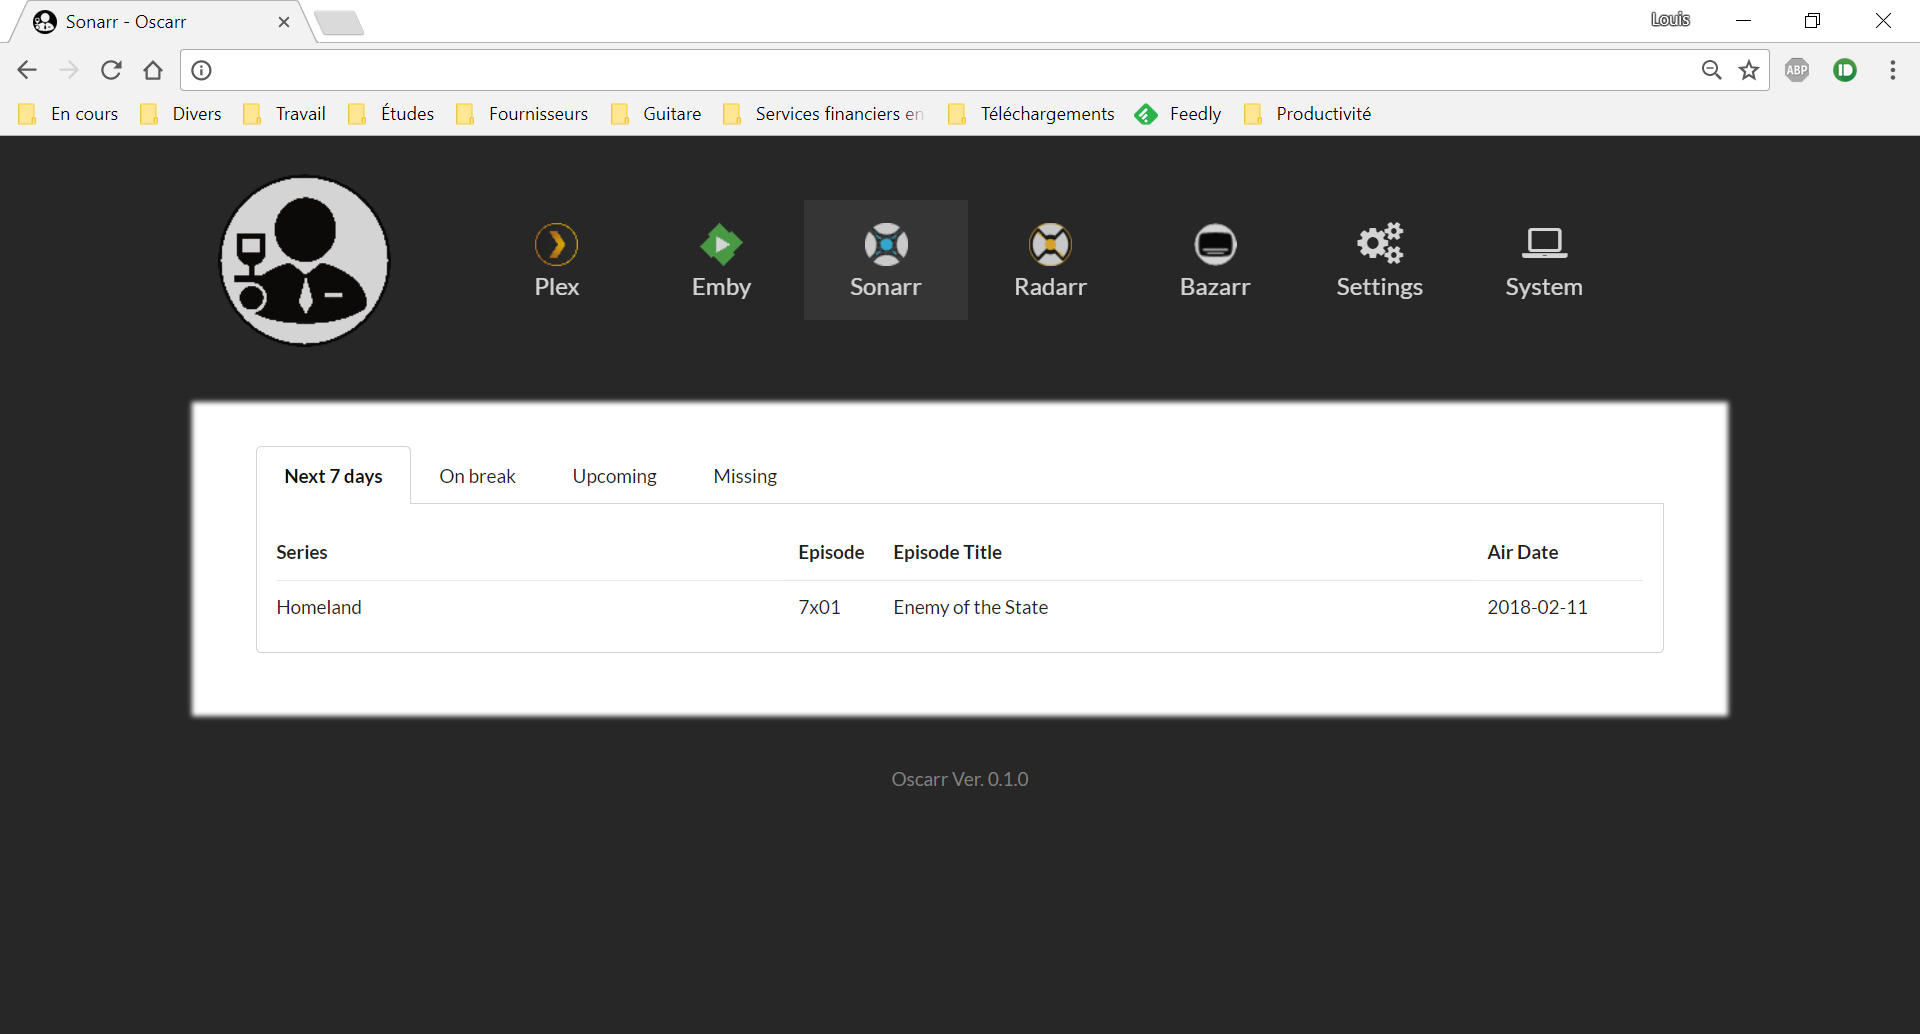 Sonarr - Oscarr
Louis
ABP
En cours
Divers
Travail
Études
Fournisseurs
Guitare
Services financiers en
Téléchargements
Feedly
Productivité
Plex
Emby
Sonarr
Radarr
Bazarr
Settings
System
Next 7 days
On break
Upcoming
Missing
Series Episode Episode Title Air Date
Homeland 7x01 Enemy of the State 2018-02-11
Oscarr Ver. 0.1.0